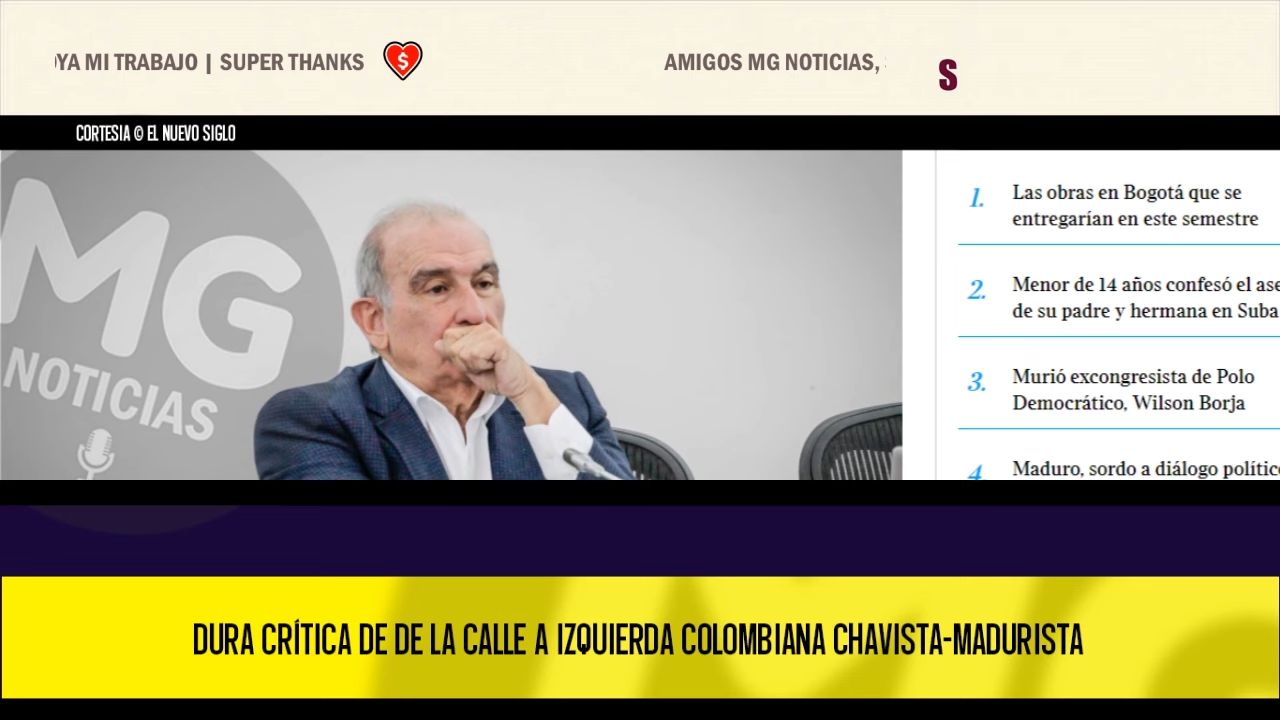 YA MI TRABAJO | SUPER THANKS
$
AMIGOS MG NOTICIAS,
S
CORTESIA © EL NUEVO SIGLO
MG
NOTICIAS
1.
Las obras en Bogotá que se
entregarían en este semestre
2.
Menor de 14 años confesó el ase
de su padre y hermana en Suba
3.
Murió excongresista de Polo
Democrático, Wilson Borja
4.
Maduro, sordo a diálogo polític
DURA CRÍTICA DE DE LA CALLE A IZQUIERDA COLOMBIANA CHAVISTA-MADURISTA